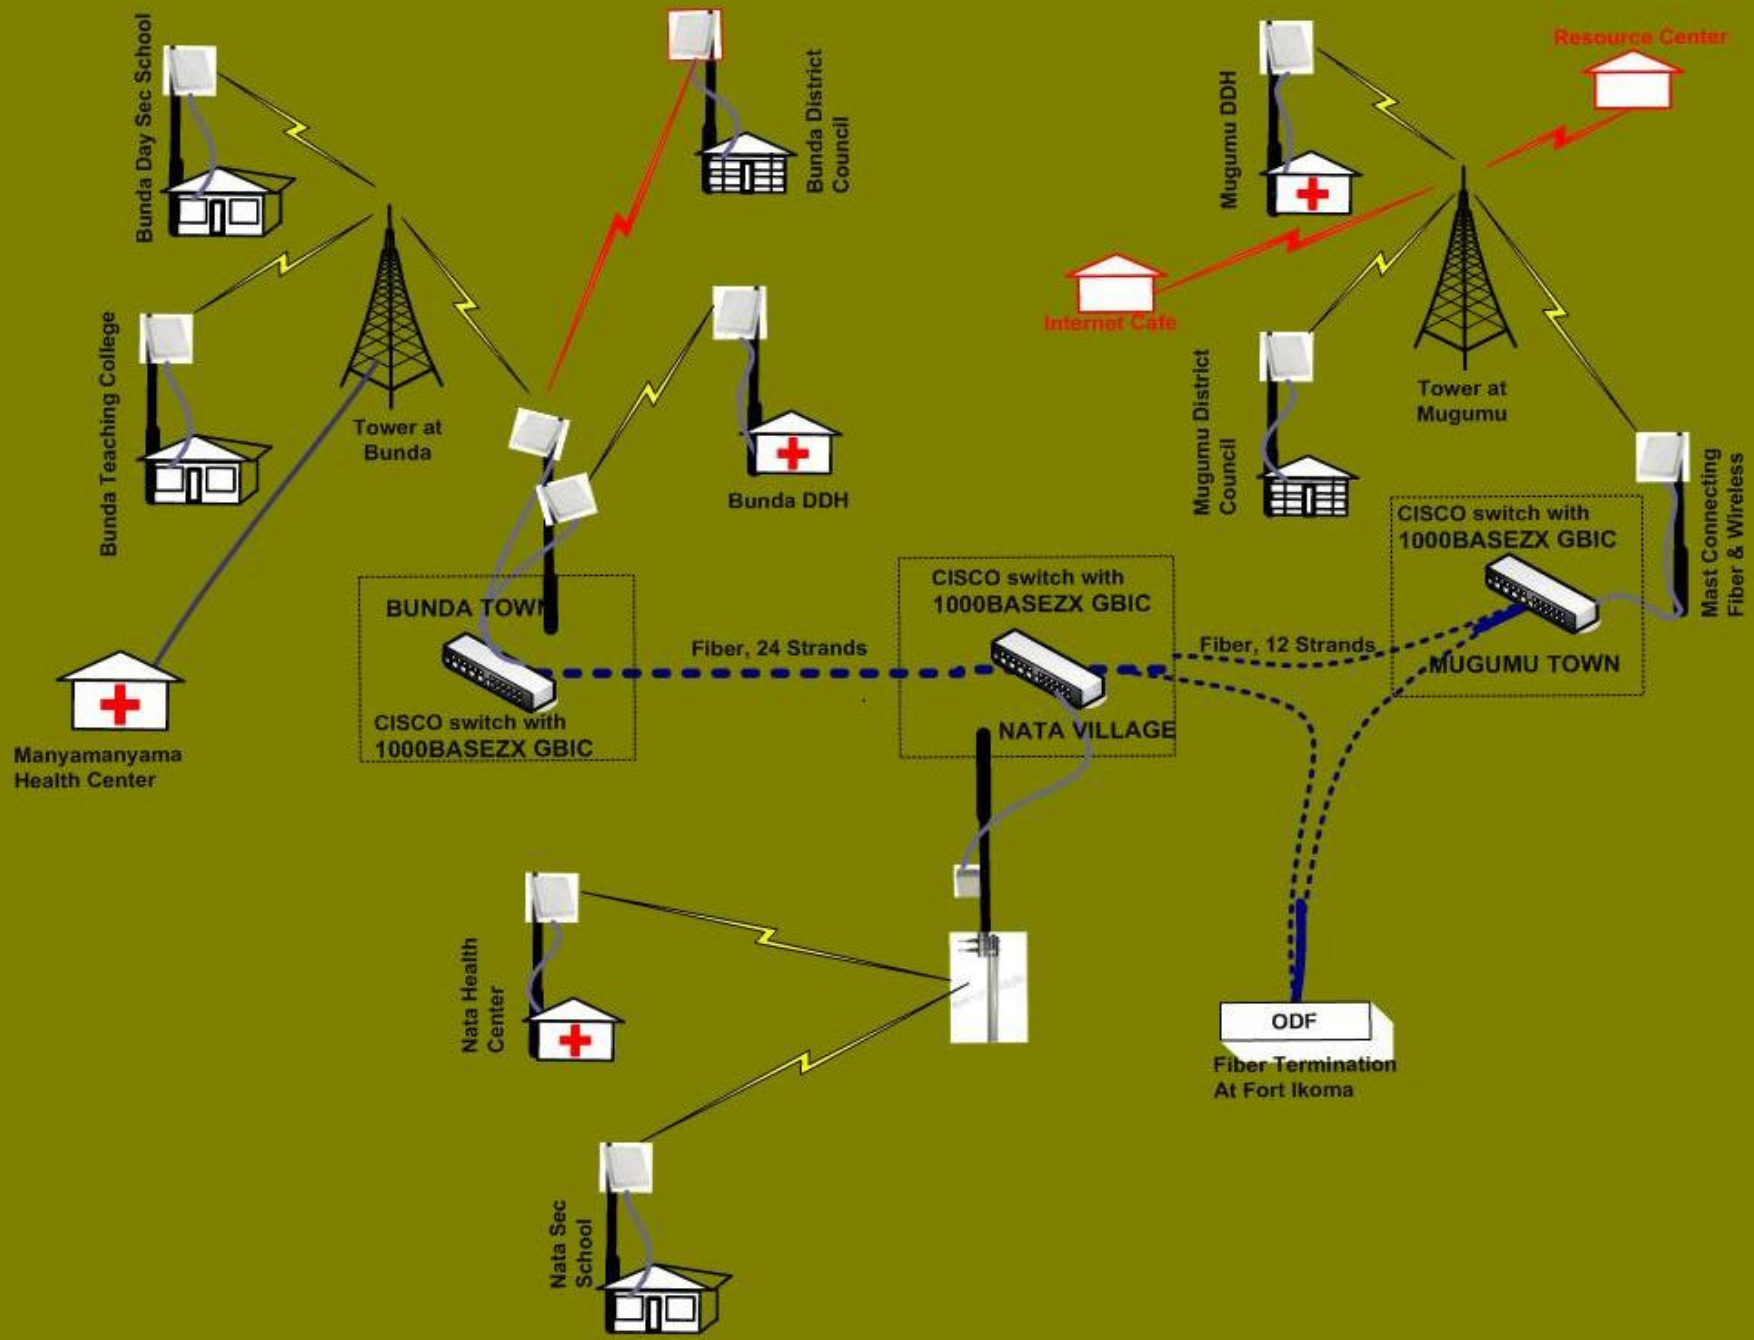 Bunda Day Sec School
Bunda District
Council
Mugumu DDH
Resource Center
Internet Cafe
Bunda Teaching College
Tower at
Bunda
Bunda DDH
Mugumu District
Council
Tower at
Mugumu
Mast Connecting
Fiber & Wireless
CISCO switch with
1000BASEZX GBIC
MUGUMU TOWN
CISCO switch with
1000BASEZX GBIC
NATA VILLAGE
BUNDA TOWN
CISCO switch with
1000BASEZX GBIC
Fiber, 24 Strands
Fiber, 12 Strands
Manyamanyama
Health Center
Nata Health
Center
ODF
Fiber Termination
At Fort Ikoma
Nata Sec
School